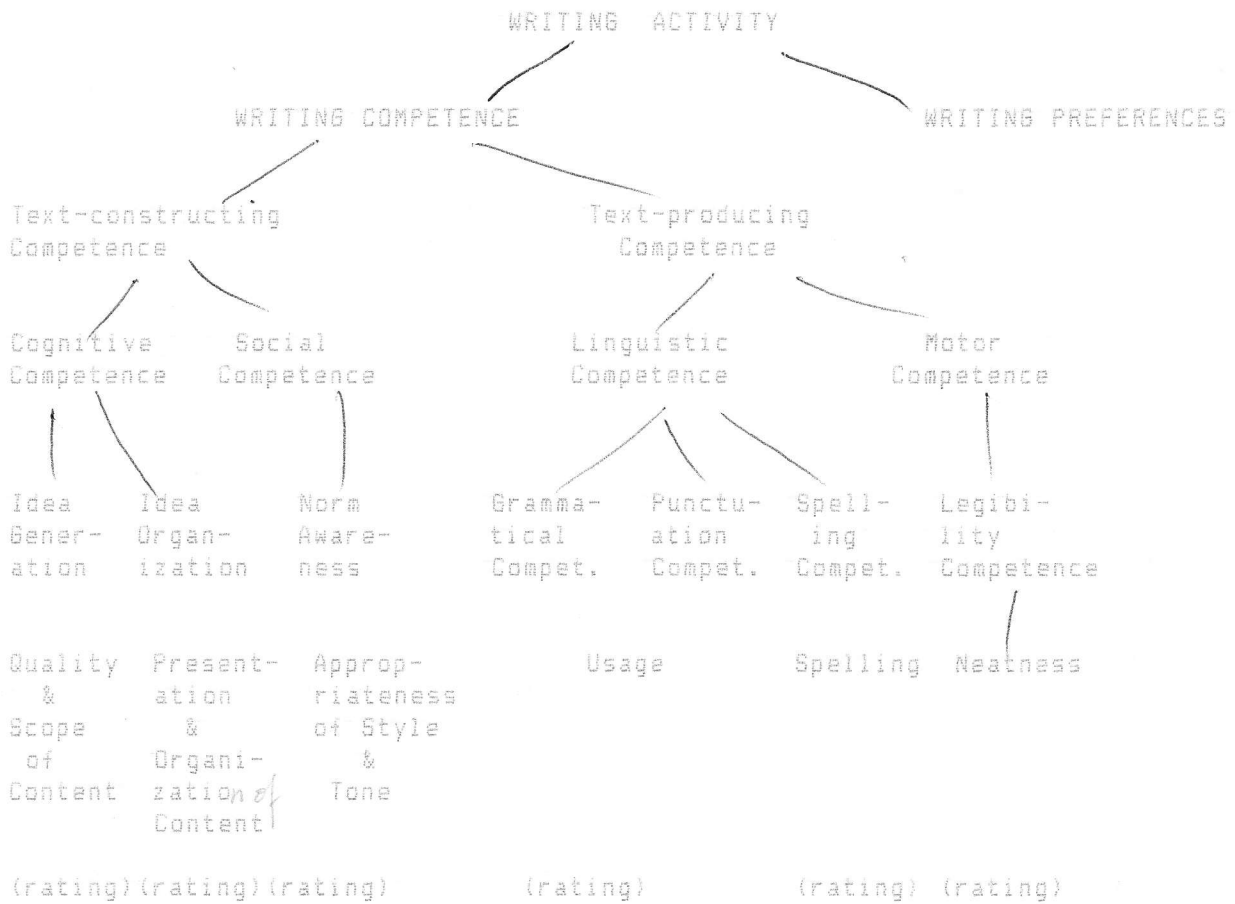 WRITING ACTIVITY
WRITING COMPETENCE WRITING PREFERENCES
Text-constructing Text-producing
Competence Competence
Cognitive Social Linguistic Motor
Competence Competence Competence Competence
Idea Idea Norm Gramma- Punctu- Spell- Legibi-
Gener- Organ- Aware- tical ation ing lity
ation ization ness Compet. Compet. Compet. Competence
Quality Present- Approp- Usage Spelling Neatness
& ation riateness
Scope & of Style
of Organi- &
Content zation of Tone
Content
(rating) (rating) (rating) (rating) (rating) (rating)